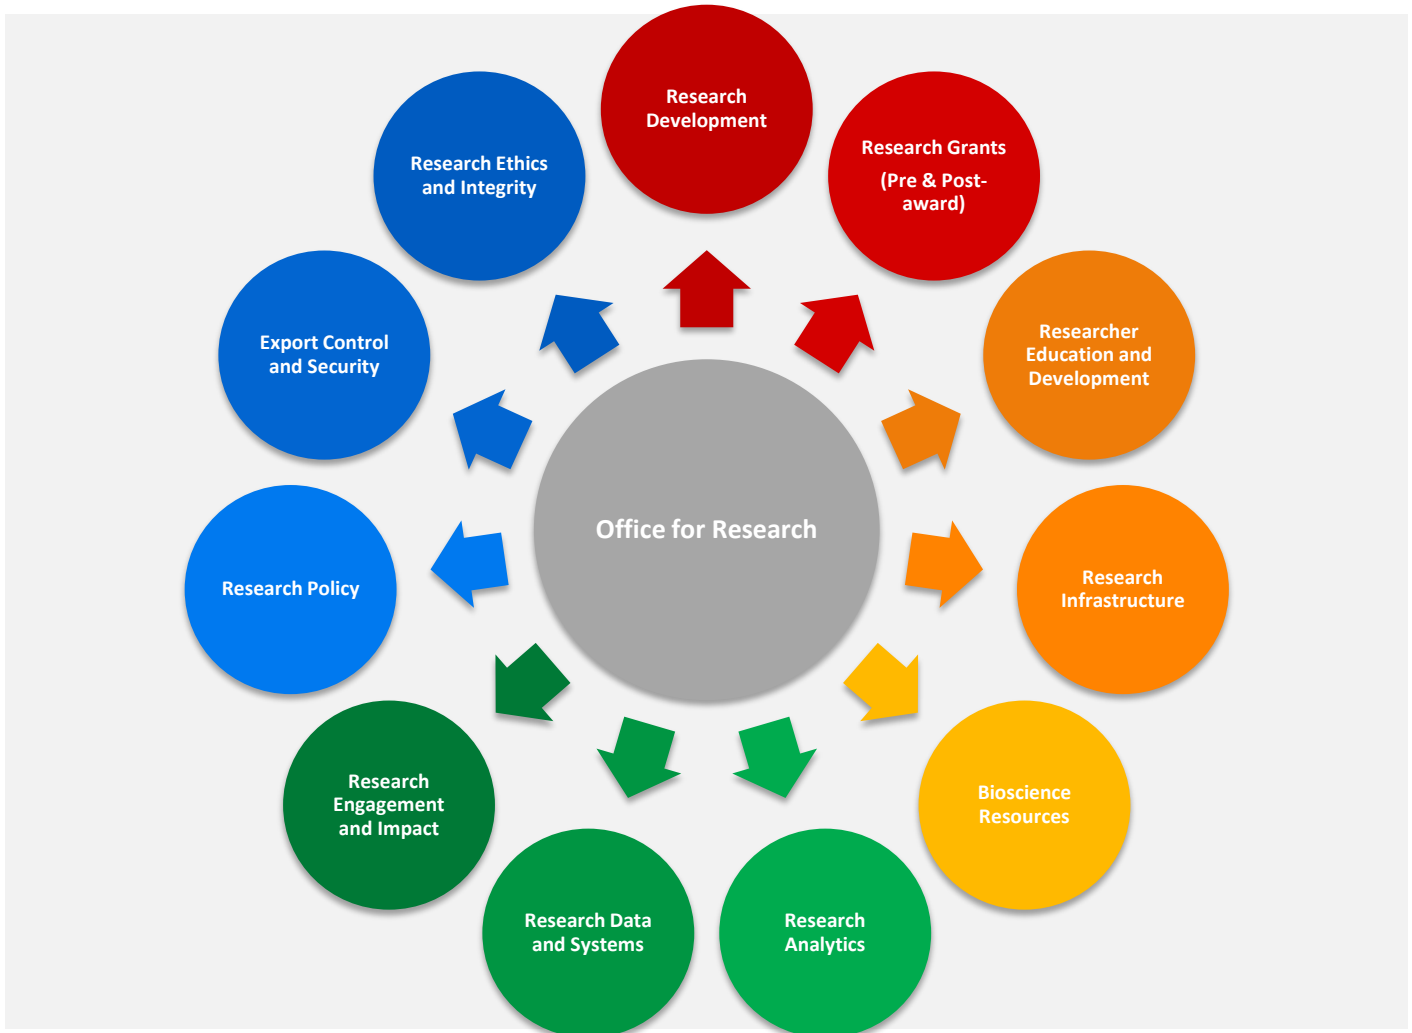 Research
Development
Research Grants
(Pre & Post-
award)
Researcher
Education and
Development
Research
Infrastructure
Bioscience
Resources
Research
Analytics
Research Data
and Systems
Research
Engagement
and Impact
Research Policy
Export Control
and Security
Research Ethics
and Integrity
Office for Research